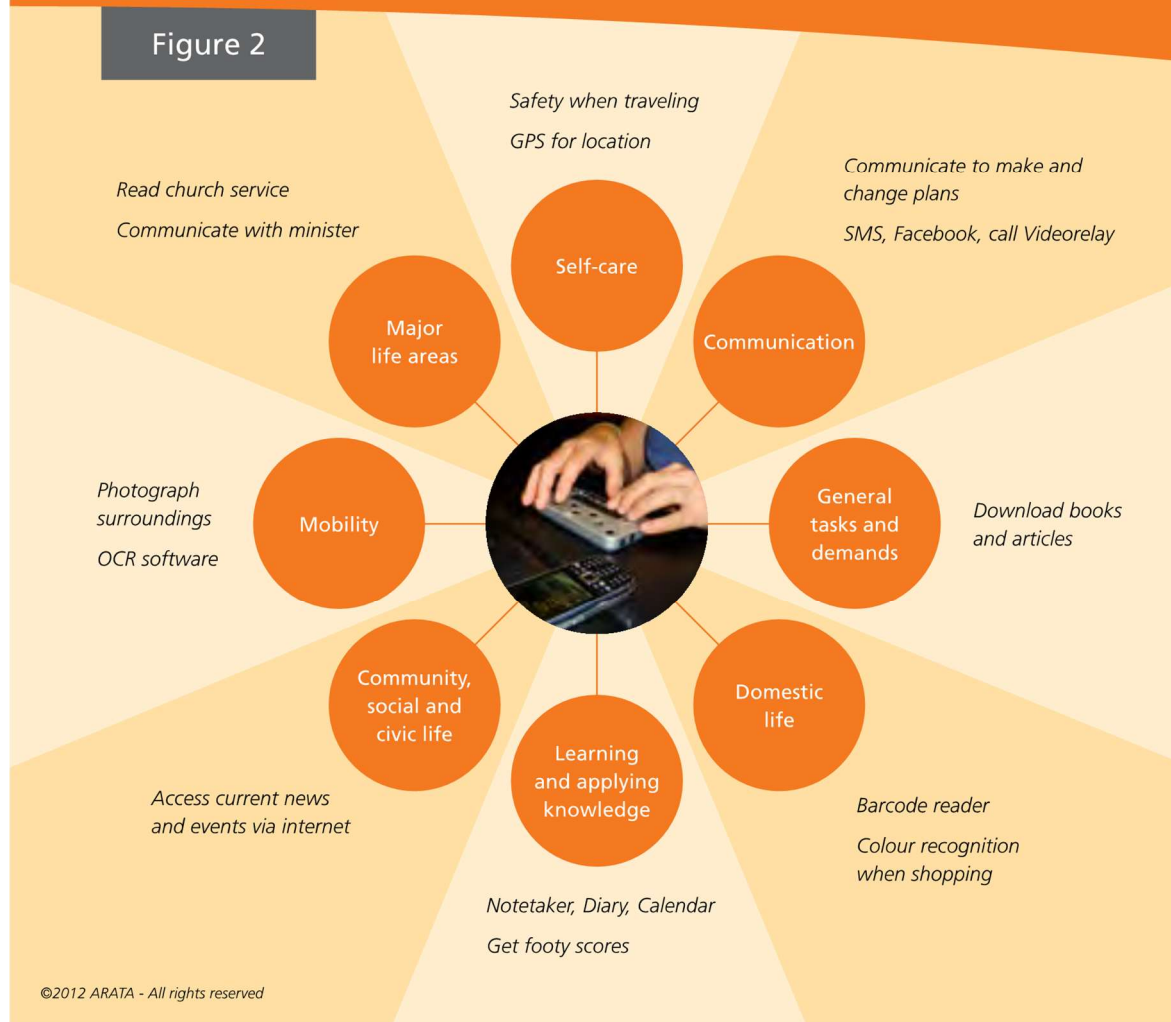 Figure 2
Safety when traveling
GPS for location
Self-care
Communicate to make and
change plans
SMS, Facebook, call Videorelay
Communication
General
tasks and
demands
Download books
and articles
Domestic
life
Barcode reader
Colour recognition
when shopping
Learning
and applying
knowledge
Notetaker, Diary, Calendar
Get footy scores
Community,
social and
civic life
Access current news
and events via internet
Mobility
Photograph
surroundings
OCR software
Major
life areas
Read church service
Communicate with minister
©2012 ARATA - All rights reserved